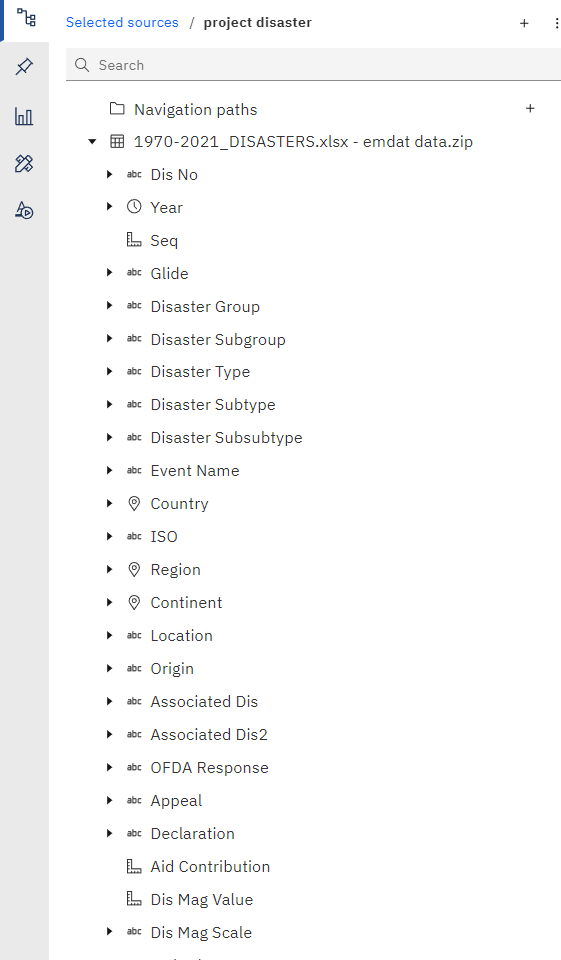 Selected sources / project disaster
Search
Navigation paths
1970-2021_DISASTERS.xlsx - emdat data.zip
abc Dis No
Year
Seq
abc Glide
abc Disaster Group
abc Disaster Subgroup
abc Disaster Type
abc Disaster Subtype
abc Disaster Subsubtype
abc Event Name
Country
abc ISO
Region
Continent
abc Location
abc Origin
abc Associated Dis
abc Associated Dis2
abc OFDA Response
abc Appeal
abc Declaration
Aid Contribution
Dis Mag Value
abc Dis Mag Scale